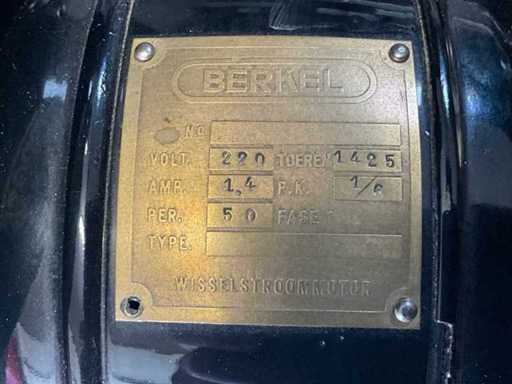 BERKEL
No
VOLT. 220 TOEREN 1425
AMP. 1,4 P.K. 1/6
PER. 50 FASE
TYPE.
WISSELSTROOMMOTOR